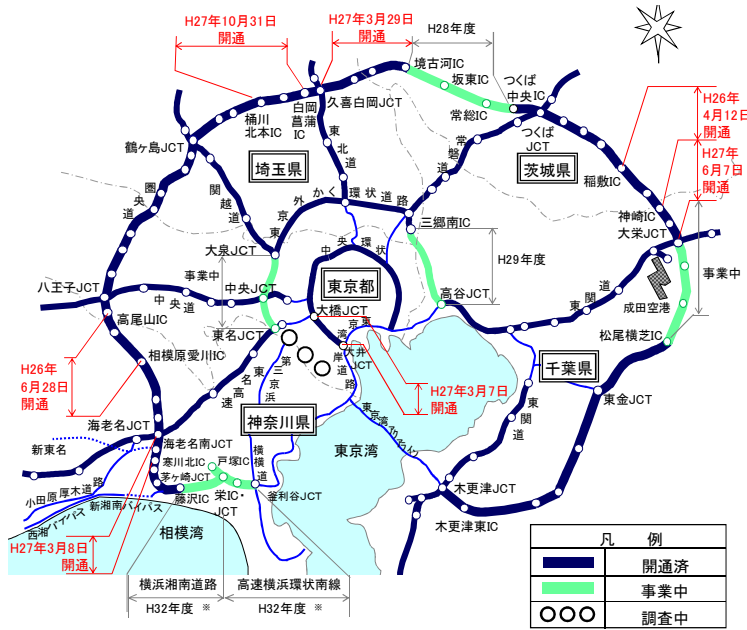 H27年10月31日
開通
H27年3月29日
開通
H28年度
境古河IC
坂東IC
つくば
中央IC
常総IC
つくば
JCT
白岡
菖蒲
IC
久喜白岡JCT
桶川
北本IC
H26年
4月12日
開通
H27年
6月7日
開通
鶴ヶ島JCT
東北道
常磐道
埼玉県
茨城県
圏央道
関越道
東京外かく環状道路
稲敷IC
神崎IC
大栄JCT
三郷南IC
大泉JCT
中央環状
事業中
H29年度
事業中
東京都
八王子JCT
中央道
中央JCT
大橋JCT
高谷JCT
東関道
成田空港
高尾山IC
東名JCT
東京湾岸道路
大井
JCT
松尾横芝IC
H26年
6月28日
開通
相模原愛川IC
東名高速
第三京浜
H27年3月7日
開通
千葉県
東金JCT
海老名JCT
神奈川県
東京湾アクアライン
東関道
新東名
海老名南JCT
寒川北IC
戸塚IC
横横道
東京湾
茅ヶ崎JCT
木更津JCT
小田原厚木道路
新湘南バイパス
西湘バイパス
藤沢IC
栄IC・
JCT
釜利谷JCT
木更津東IC
相模湾
H27年3月8日
開通
横浜湘南道路
高速横浜環状南線
H32年度 ※
H32年度 ※
凡 例
開通済
事業中
調査中